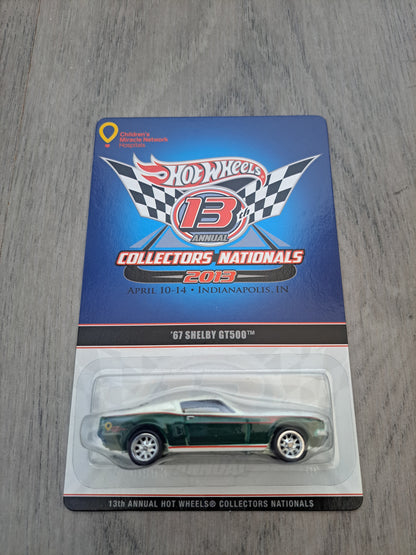 Children's
Miracle Network
Hospitals
HOT WHEELS
13th
ANNUAL
COLLECTORS NATIONALS
2013
APRIL 10-14 • INDIANAPOLIS, IN
'67 SHELBY GT500™
13th ANNUAL HOT WHEELS® COLLECTORS NATIONALS